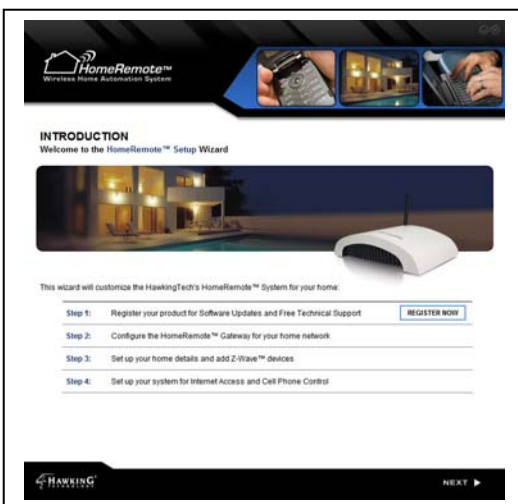 HomeRemote™
Wireless Home Automation System
INTRODUCTION
Welcome to the HomeRemote™ Setup Wizard
This wizard will customize the HawkingTech's HomeRemote™ System for your home:
Step 1: Register your product for Software Updates and Free Technical Support REGISTER NOW
Step 2: Configure the HomeRemote™ Gateway for your home network
Step 3: Set up your home details and add Z-Wave™ devices
Step 4: Set up your system for Internet Access and Cell Phone Control
HAWKING
TECHNOLOGY
NEXT